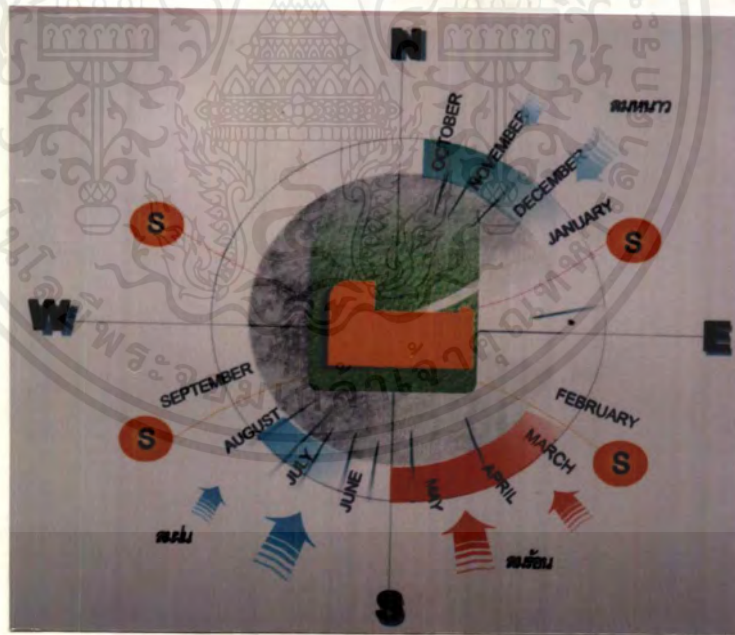 N
OCTOBER
NOVEMBER
DECEMBER
JANUARY
ลมหนาว
S
S
W
E
SEPTEMBER
AUGUST
JULY
JUNE
MAY
APRIL
MARCH
FEBRUARY
S
S
ลมฝน
ลมร้อน
S